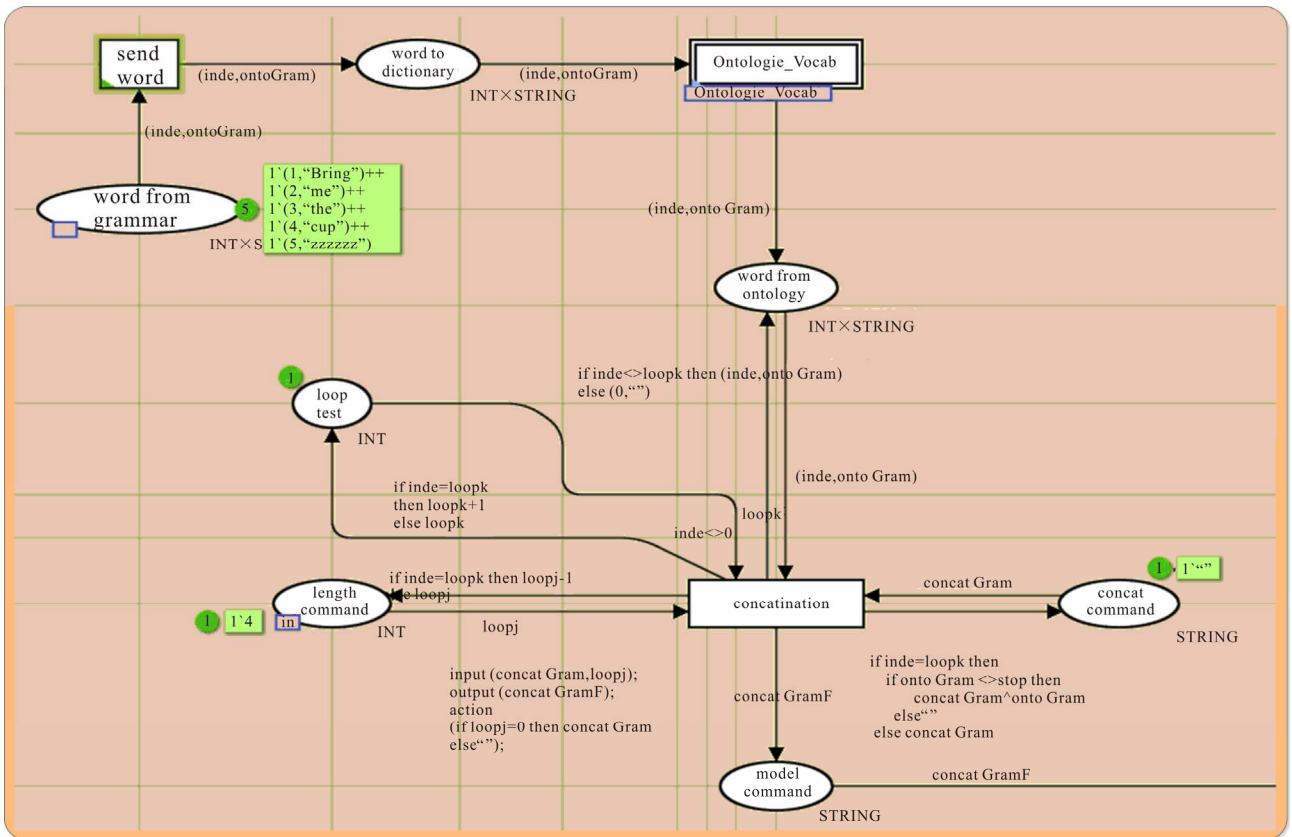 send
word
(inde,ontoGram)
word to
dictionary
(inde,ontoGram)
INT×STRING
Ontologie_Vocab
Ontologie_Vocab
(inde,ontoGram)
word from
grammar
5
INT×S
1`(1,“Bring”)++
1`(2,“me”)++
1`(3,“the”)++
1`(4,“cup”)++
1`(5,“zzzzzz”)
(inde,onto Gram)
word from
ontology
INT×STRING
if inde<>loopk then (inde,onto Gram)
else (0,“”)
1
loop
test
INT
(inde,onto Gram)
if inde=loopk
then loopk+1
else loopk
loopk
inde<>0
if inde=loopk then loopj-1
loopj
length
command
1
1`4
in
INT
loopj
concatination
concat Gram
1
1`“”
concat
command
STRING
input (concat Gram,loopj);
output (concat GramF);
action
(if loopj=0 then concat Gram
else“”);
concat GramF
if inde=loopk then
if onto Gram <>stop then
concat Gram^onto Gram
else“”
else concat Gram
model
command
concat GramF
STRING